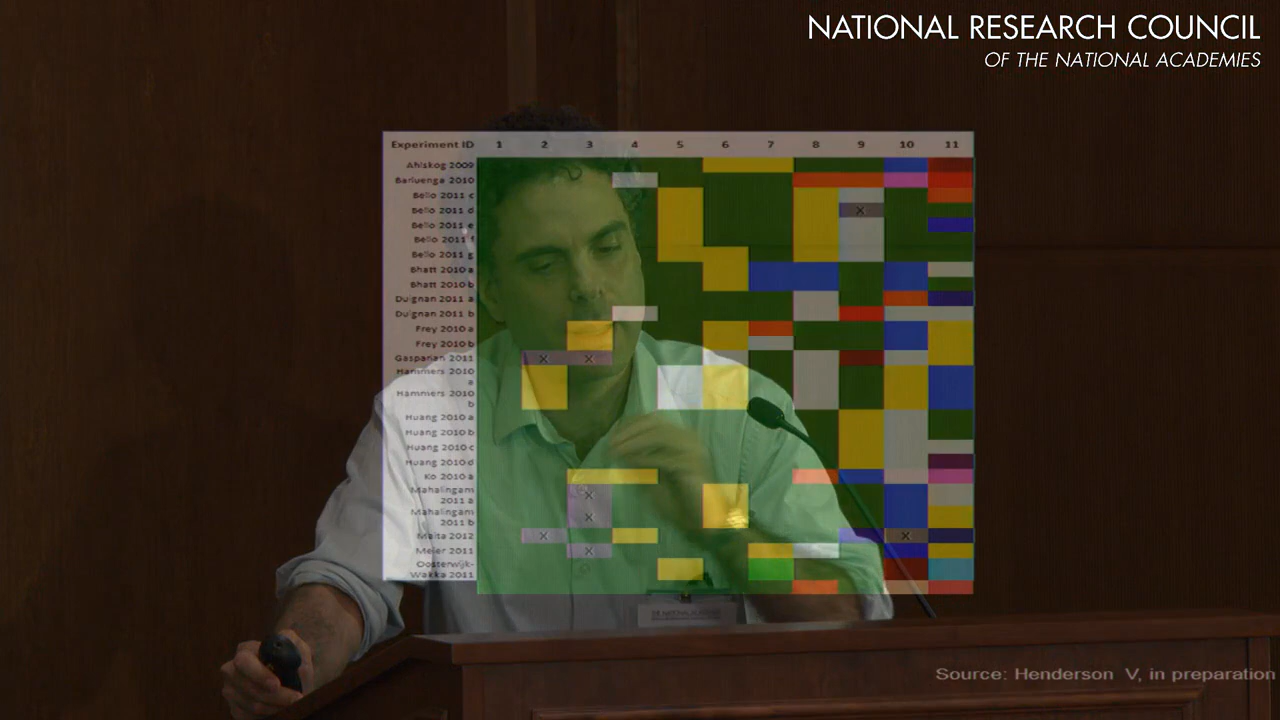 NATIONAL RESEARCH COUNCIL
OF THE NATIONAL ACADEMIES
Experiment ID 1 2 3 4 5 6 7 8 9 10 11
Ahlskog 2009
Barluenga 2010
Bello 2011 c
Bello 2011 d X
Bello 2011 e
Bello 2011 f
Bello 2011 g
Bhatt 2010 a
Bhatt 2010 b
Duignan 2011 a
Duignan 2011 b
Frey 2010 a
Frey 2010 b
Gasparian 2011 X X
Hammers 2010
a
Hammers 2010
b
Huang 2010 a
Huang 2010 b
Huang 2010 c
Huang 2010 d
Ko 2010 a
Mahalingam
2011 a X
Mahalingam
2011 b X
Malta 2012 X X
Meier 2011 X
Oosterwijk-
Wakka 2011
THE NATIONAL ACADEMIES
Source: Henderson V, in preparation